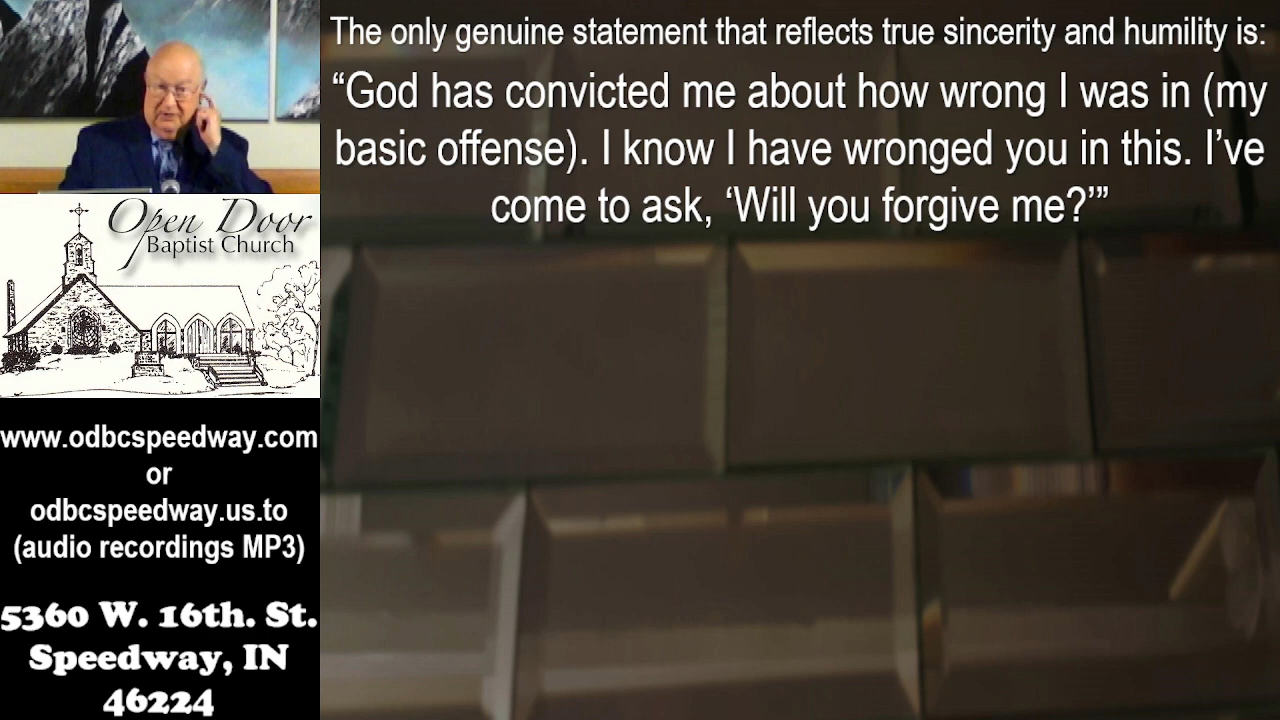 The only genuine statement that reflects true sincerity and humility is:
“God has convicted me about how wrong I was in (my
basic offense). I know I have wronged you in this. I’ve
come to ask, ‘Will you forgive me?’”
Open Door
Baptist Church
www.odbcspeedway.com
or
odbcspeedway.us.to
(audio recordings MP3)
5360 W. 16th. St.
Speedway, IN
46224